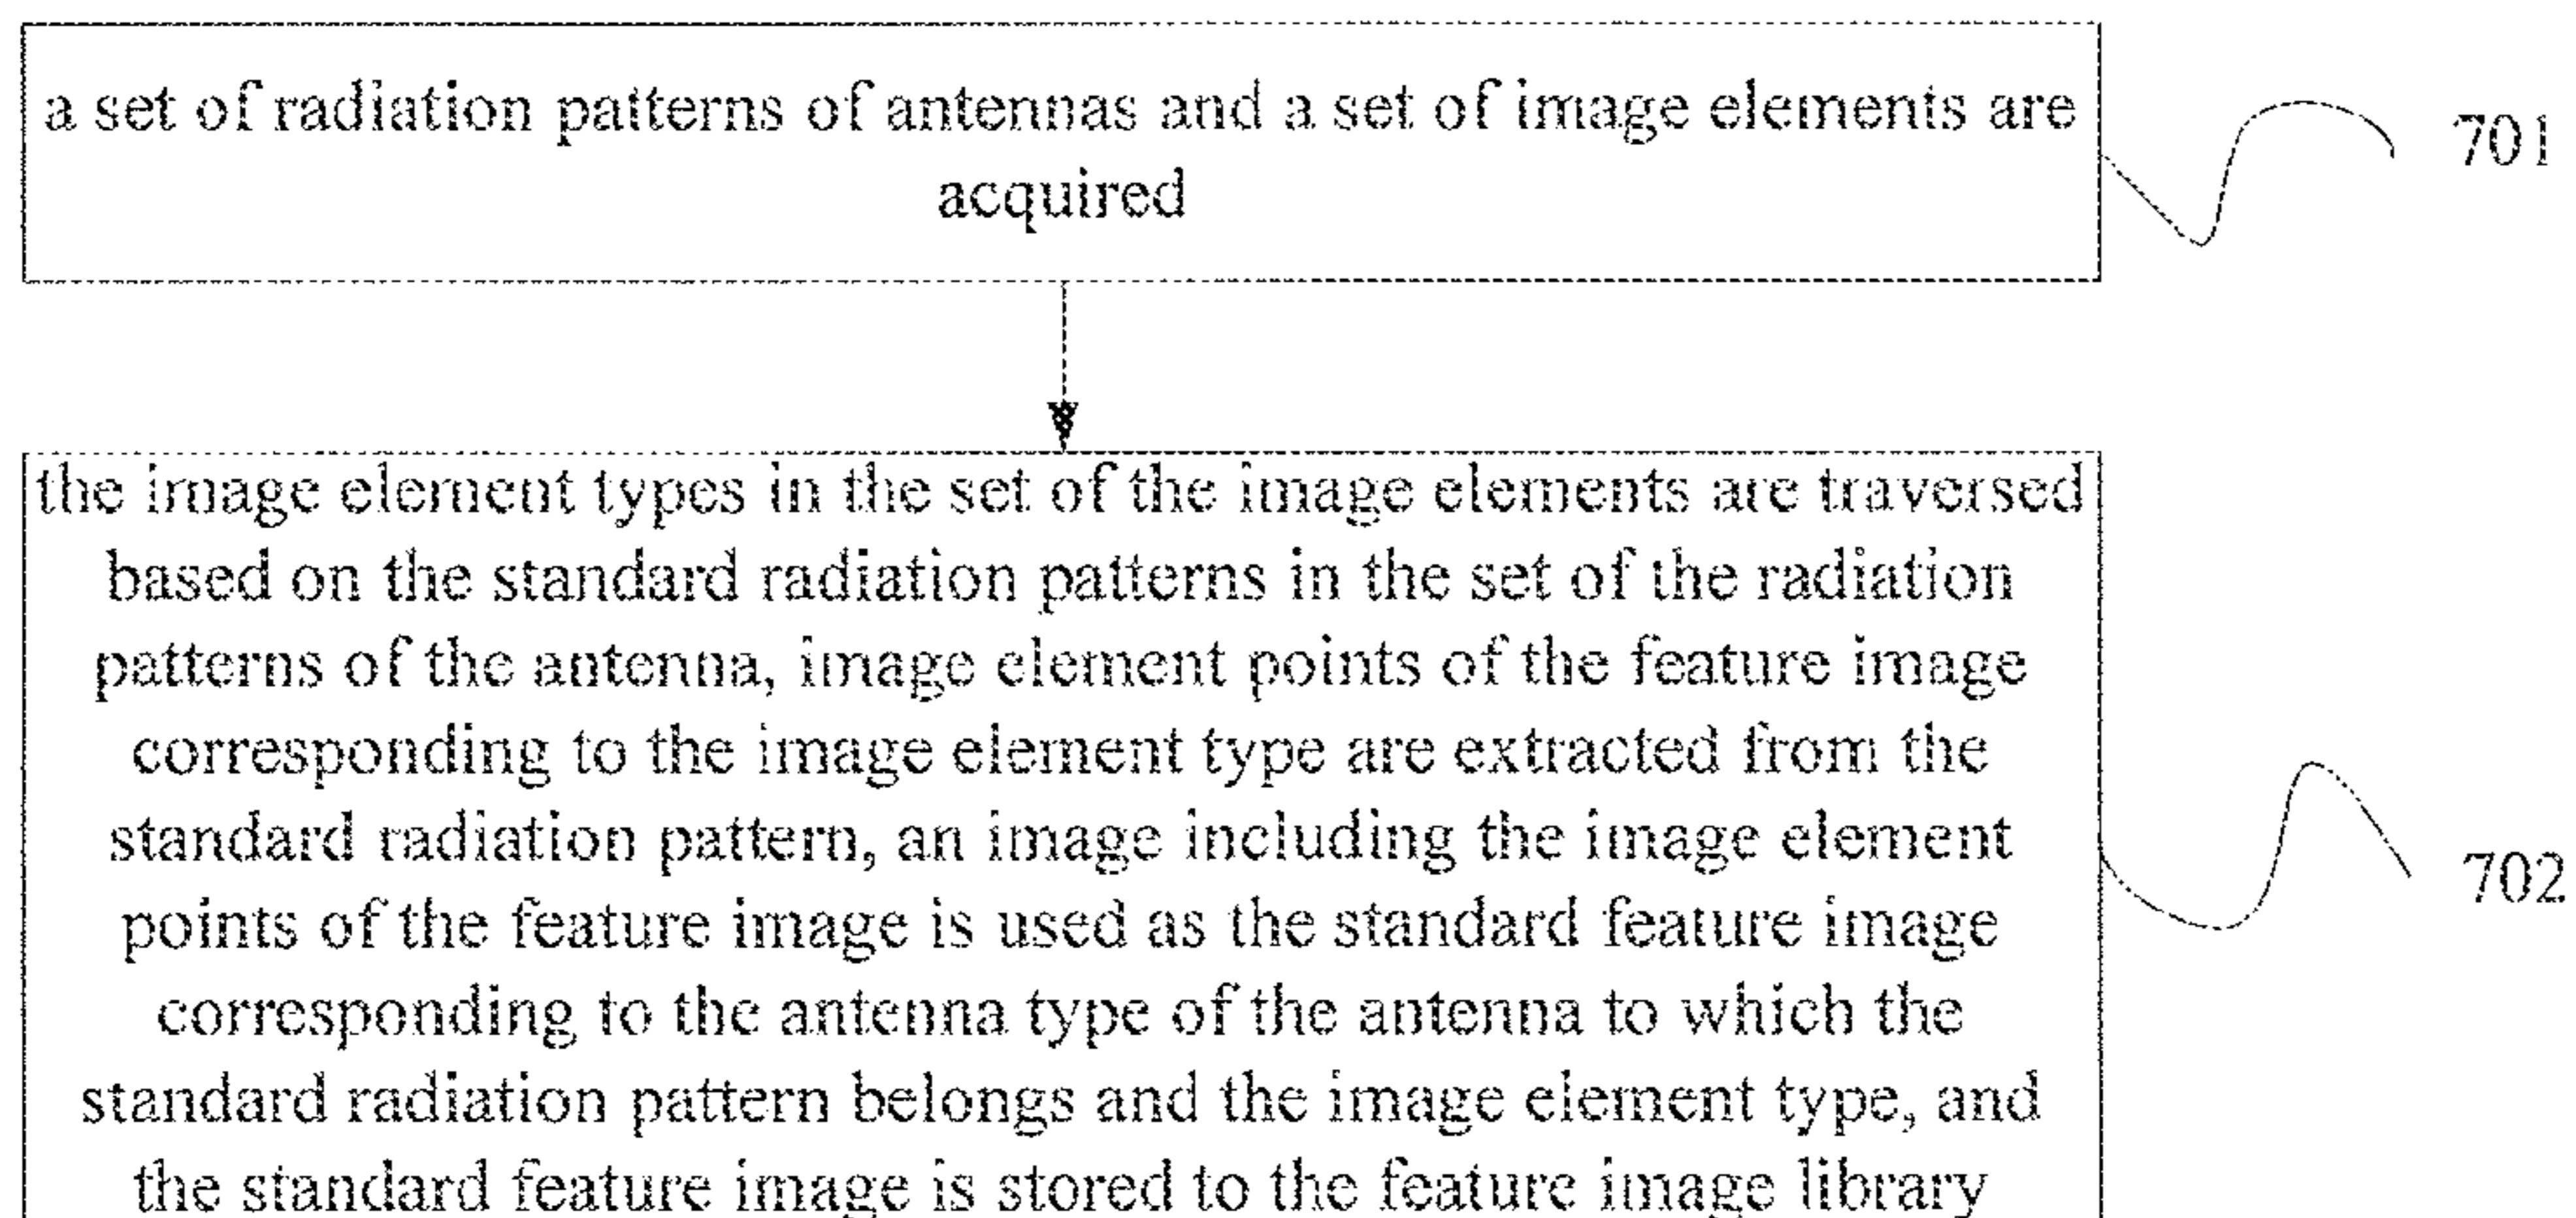 a set of radiation patterns of antennas and a set of image elements are
acquired
701
the image element types in the set of the image elements are traversed
based on the standard radiation patterns in the set of the radiation
patterns of the antenna, image element points of the feature image
corresponding to the image element type are extracted from the
standard radiation pattern, an image including the image element
points of the feature image is used as the standard feature image
corresponding to the antenna type of the antenna to which the
standard radiation pattern belongs and the image element type, and
the standard feature image is stored to the feature image library
702